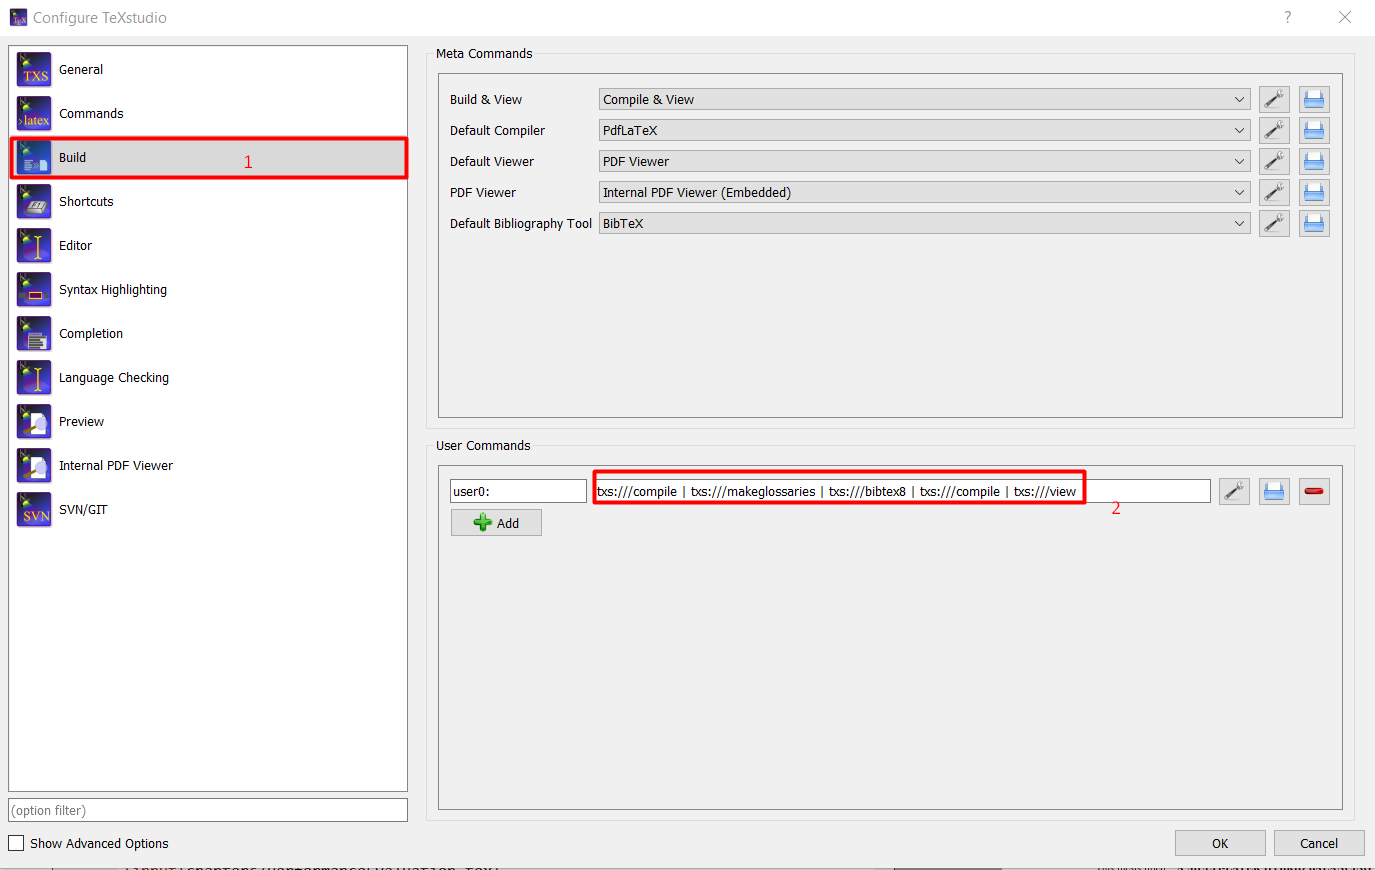 Configure TeXstudio
?
General
Commands
Build
1
Shortcuts
Editor
Syntax Highlighting
Completion
Language Checking
Preview
Internal PDF Viewer
SVN/GIT
(option filter)
Show Advanced Options
Meta Commands
Build & View Compile & View
Default Compiler PdfLaTeX
Default Viewer PDF Viewer
PDF Viewer Internal PDF Viewer (Embedded)
Default Bibliography Tool BibTeX
User Commands
user0: txs:///compile | txs:///makeglossaries | txs:///bibtex8 | txs:///compile | txs:///view
2
Add
OK Cancel